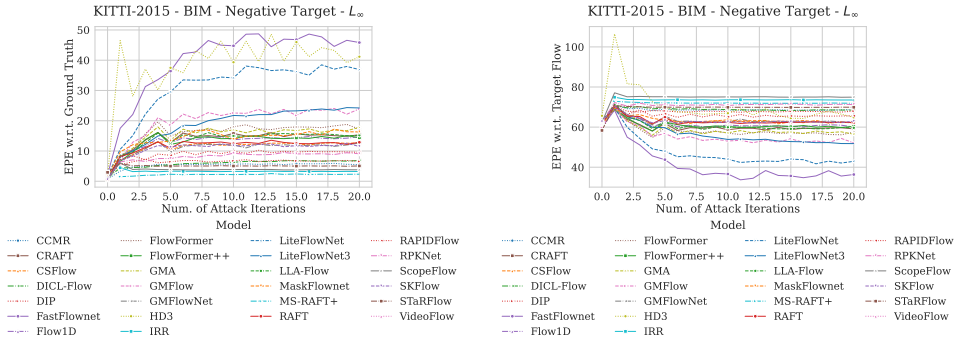 KITTI-2015 - BIM - Negative Target - L∞
EPE w.r.t. Ground Truth
50
40
30
20
10
0
0.0 2.5 5.0 7.5 10.0 12.5 15.0 17.5 20.0
Num. of Attack Iterations
Model
CCMR FlowFormer LiteFlowNet RAPIDFlow
CRAFT FlowFormer++ LiteFlowNet3 RPKNet
CSFlow GMA LLA-Flow ScopeFlow
DICL-Flow GMFlow MaskFlownet SKFlow
DIP GMFlowNet MS-RAFT+ STaRFlow
FastFlownet HD3 RAFT VideoFlow
Flow1D IRR
KITTI-2015 - BIM - Negative Target - L∞
EPE w.r.t. Target Flow
100
80
60
40
0.0 2.5 5.0 7.5 10.0 12.5 15.0 17.5 20.0
Num. of Attack Iterations
Model
CCMR FlowFormer LiteFlowNet RAPIDFlow
CRAFT FlowFormer++ LiteFlowNet3 RPKNet
CSFlow GMA LLA-Flow ScopeFlow
DICL-Flow GMFlow MaskFlownet SKFlow
DIP GMFlowNet MS-RAFT+ STaRFlow
FastFlownet HD3 RAFT VideoFlow
Flow1D IRR